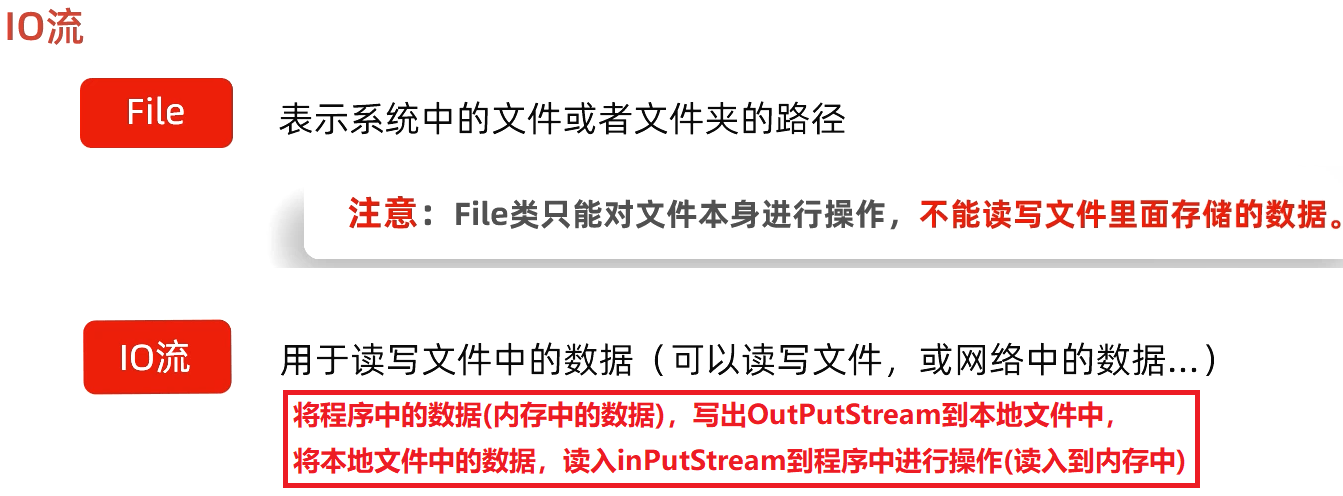 IO流
File
表示系统中的文件或者文件夹的路径
注意：File类只能对文件本身进行操作，不能读写文件里面存储的数据。
IO流
用于读写文件中的数据（可以读写文件，或网络中的数据...）
将程序中的数据(内存中的数据)，写出OutPutStream到本地文件中，
将本地文件中的数据，读入inPutStream到程序中进行操作(读入到内存中)